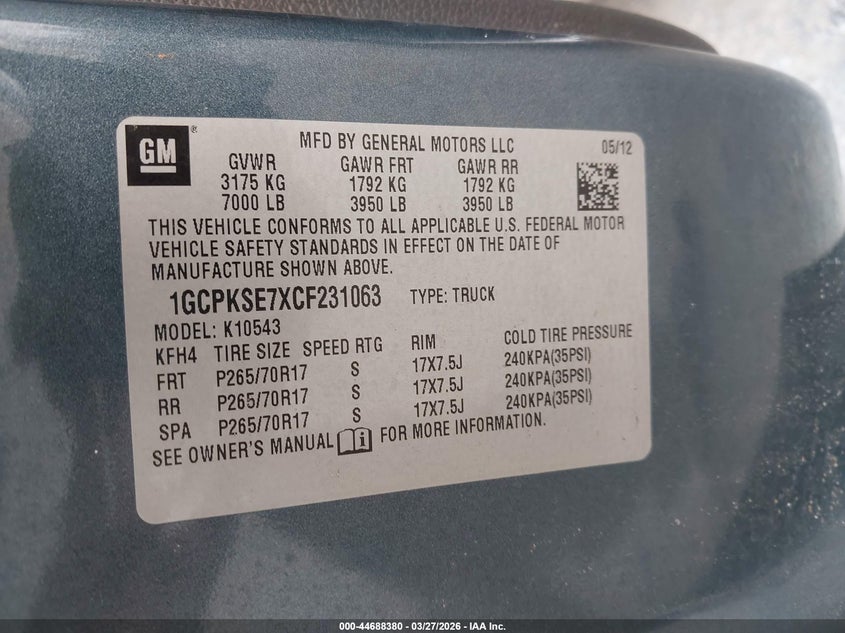 GM ®
MFD BY GENERAL MOTORS LLC 05/12
GVWR GAWR FRT GAWR RR
3175 KG 1792 KG 1792 KG
7000 LB 3950 LB 3950 LB
THIS VEHICLE CONFORMS TO ALL APPLICABLE U.S. FEDERAL MOTOR
VEHICLE SAFETY STANDARDS IN EFFECT ON THE DATE OF
MANUFACTURE SHOWN ABOVE.
1GCPKSE7XCF231063 TYPE: TRUCK
MODEL: K10543
KFH4 TIRE SIZE SPEED RTG RIM COLD TIRE PRESSURE
FRT P265/70R17 S 17X7.5J 240KPA(35PSI)
RR P265/70R17 S 17X7.5J 240KPA(35PSI)
SPA P265/70R17 S 17X7.5J 240KPA(35PSI)
SEE OWNER'S MANUAL FOR MORE INFORMATION.
000-44688380 - 03/27/2026 - IAA Inc.